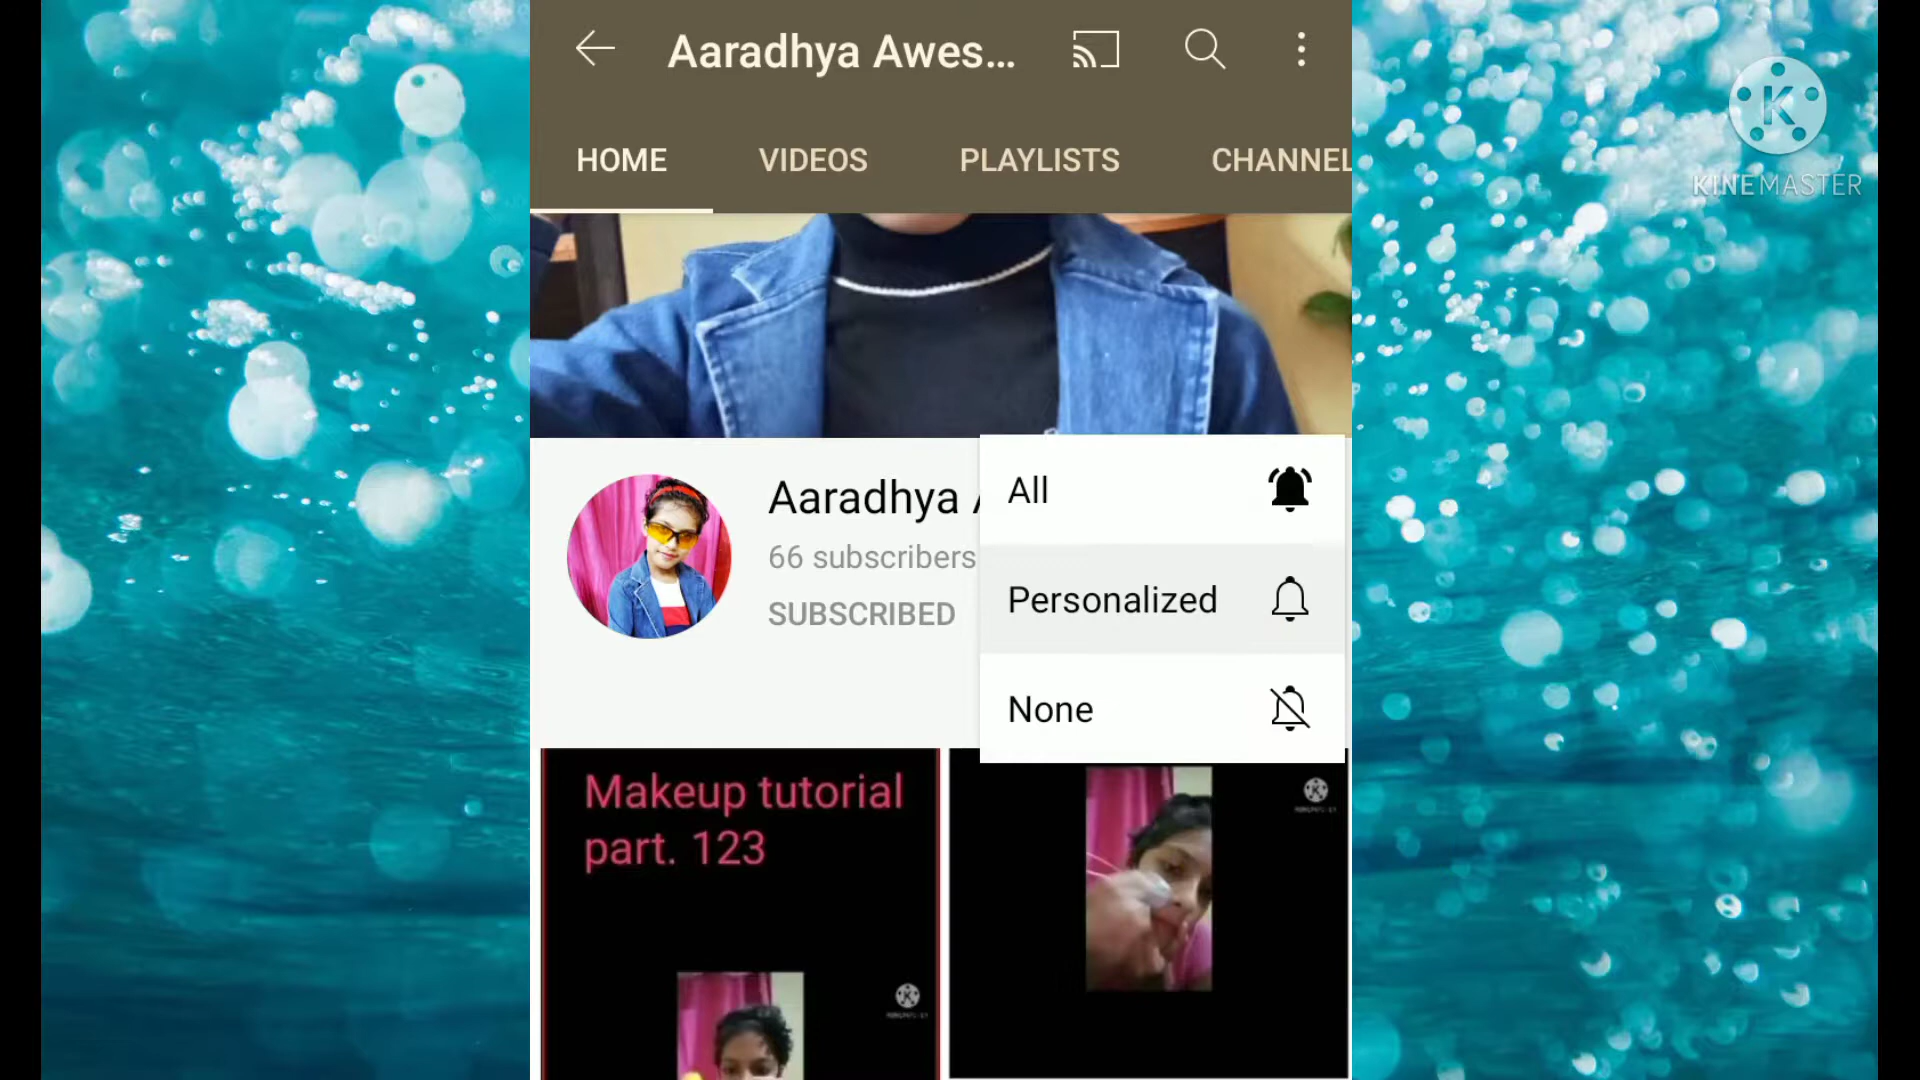 Aaradhya Awes...
HOME VIDEOS PLAYLISTS CHANNEL
KINEMASTER
Aaradhya
66 subscribers
SUBSCRIBED
All
Personalized
None
Makeup tutorial
part. 123